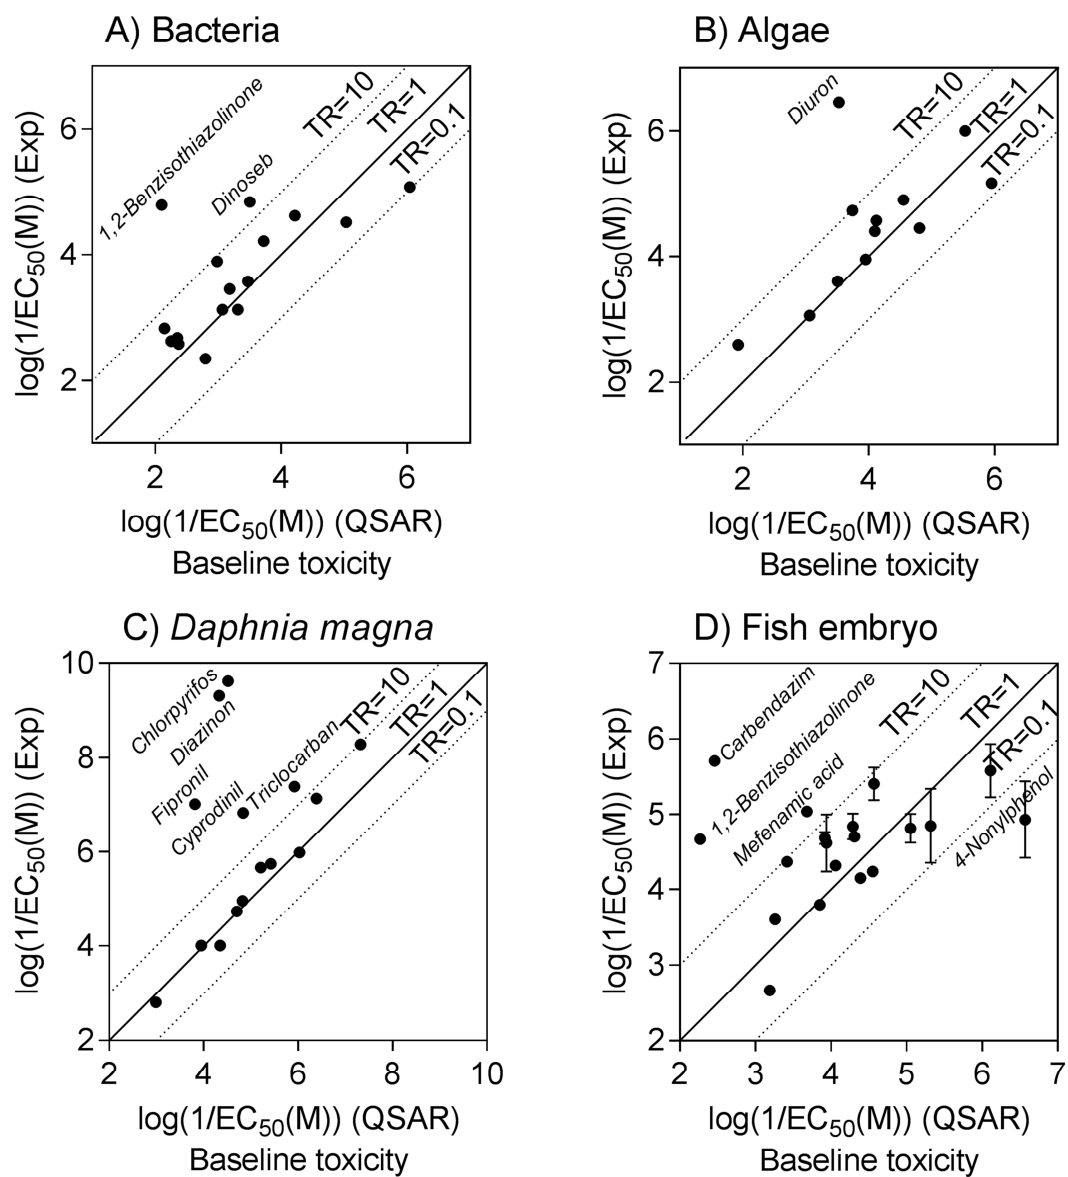 A) Bacteria
log(1/EC50(M)) (Exp)
6
4
2
1,2-Benzisothiazolinone
Dinoseb
TR=10
TR=1
TR=0.1
2 4 6
log(1/EC50(M)) (QSAR)
Baseline toxicity
B) Algae
log(1/EC50(M)) (Exp)
6
4
2
Diuron
TR=10
TR=1
TR=0.1
2 4 6
log(1/EC50(M)) (QSAR)
Baseline toxicity
C) Daphnia magna
log(1/EC50(M)) (Exp)
10
8
6
4
2
Chlorpyrifos
Diazinon
Fipronil
Cyprodinil
Triclocarban
TR=10
TR=1
TR=0.1
2 4 6 8 10
log(1/EC50(M)) (QSAR)
Baseline toxicity
D) Fish embryo
log(1/EC50(M)) (Exp)
7
6
5
4
3
2
Carbendazim
1,2-Benzisothiazolinone
Mefenamic acid
TR=10
TR=1
TR=0.1
4-Nonylphenol
2 3 4 5 6 7
log(1/EC50(M)) (QSAR)
Baseline toxicity